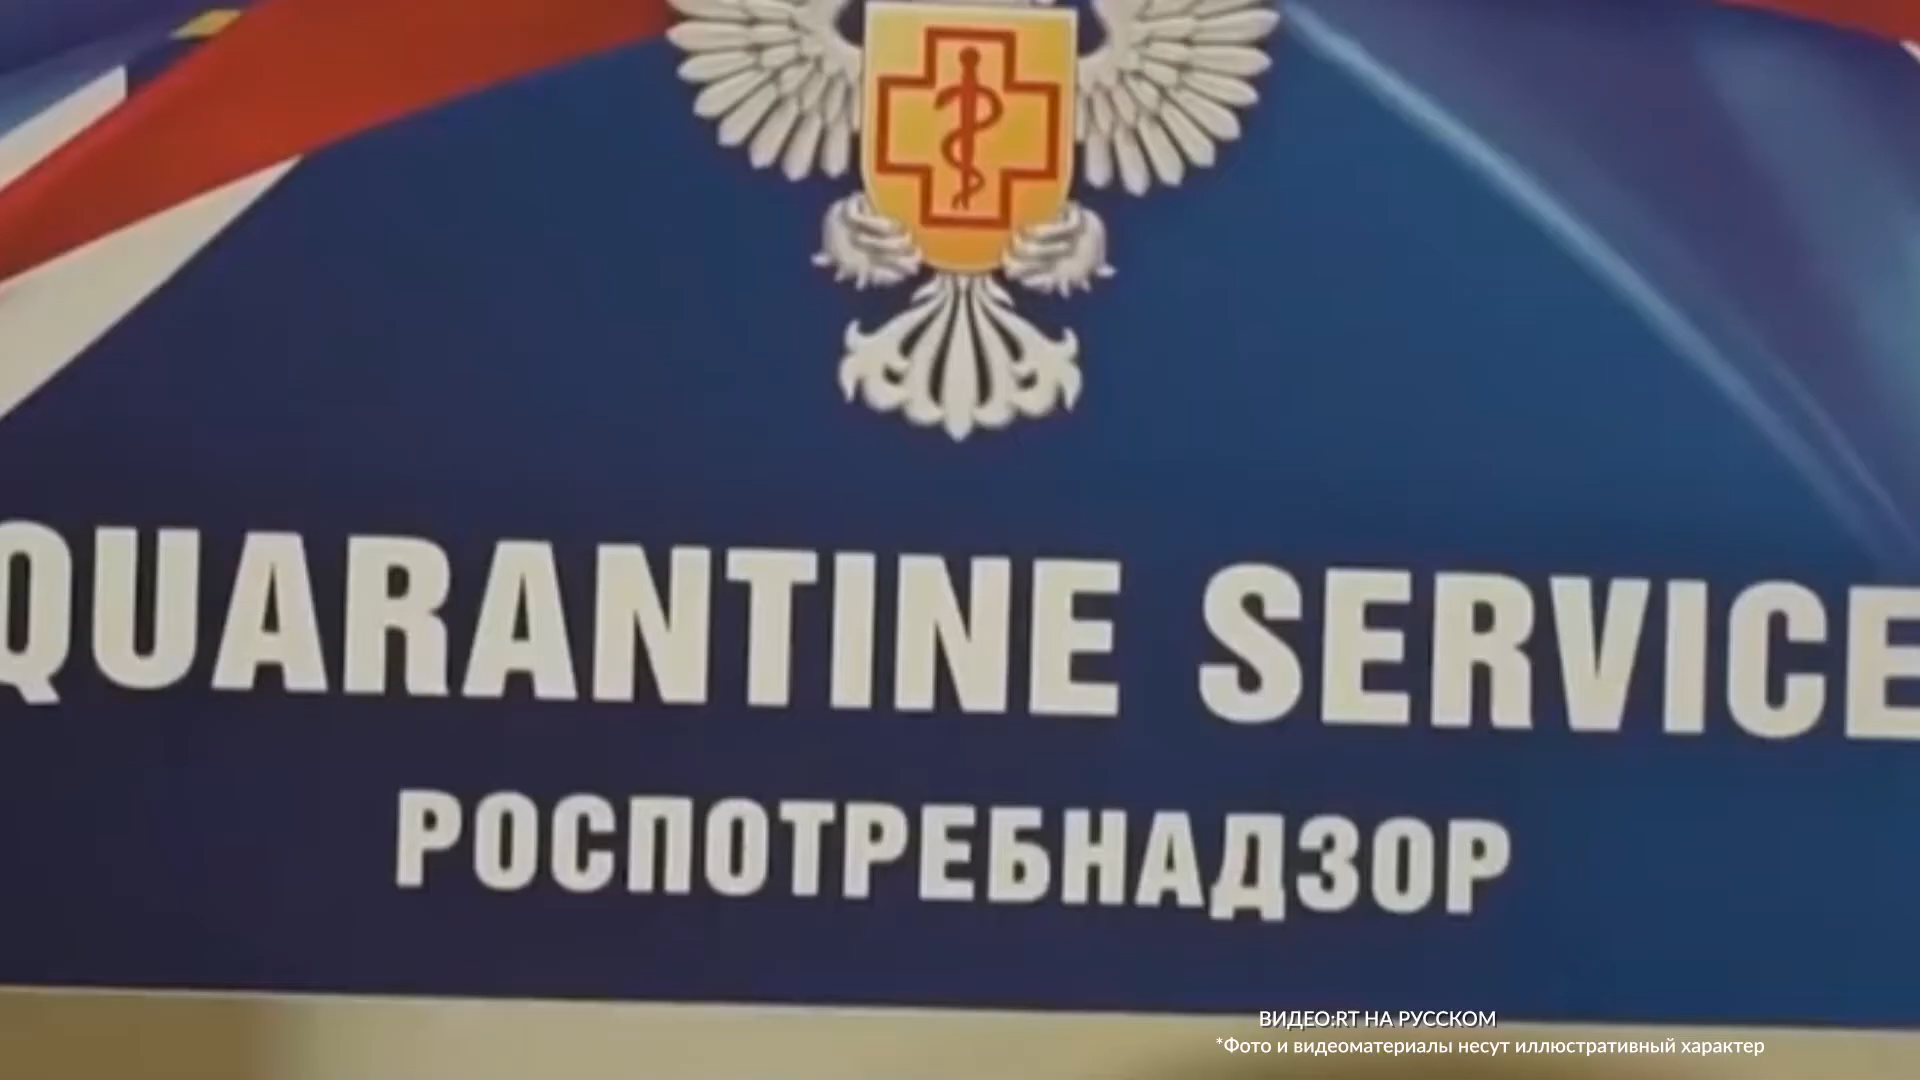 QUARANTINE SERVICE
РОСПОТРЕБНАДЗОР
ВИДЕО:RT НА РУССКОМ
*Фото и видеоматериалы несут иллюстративный характер